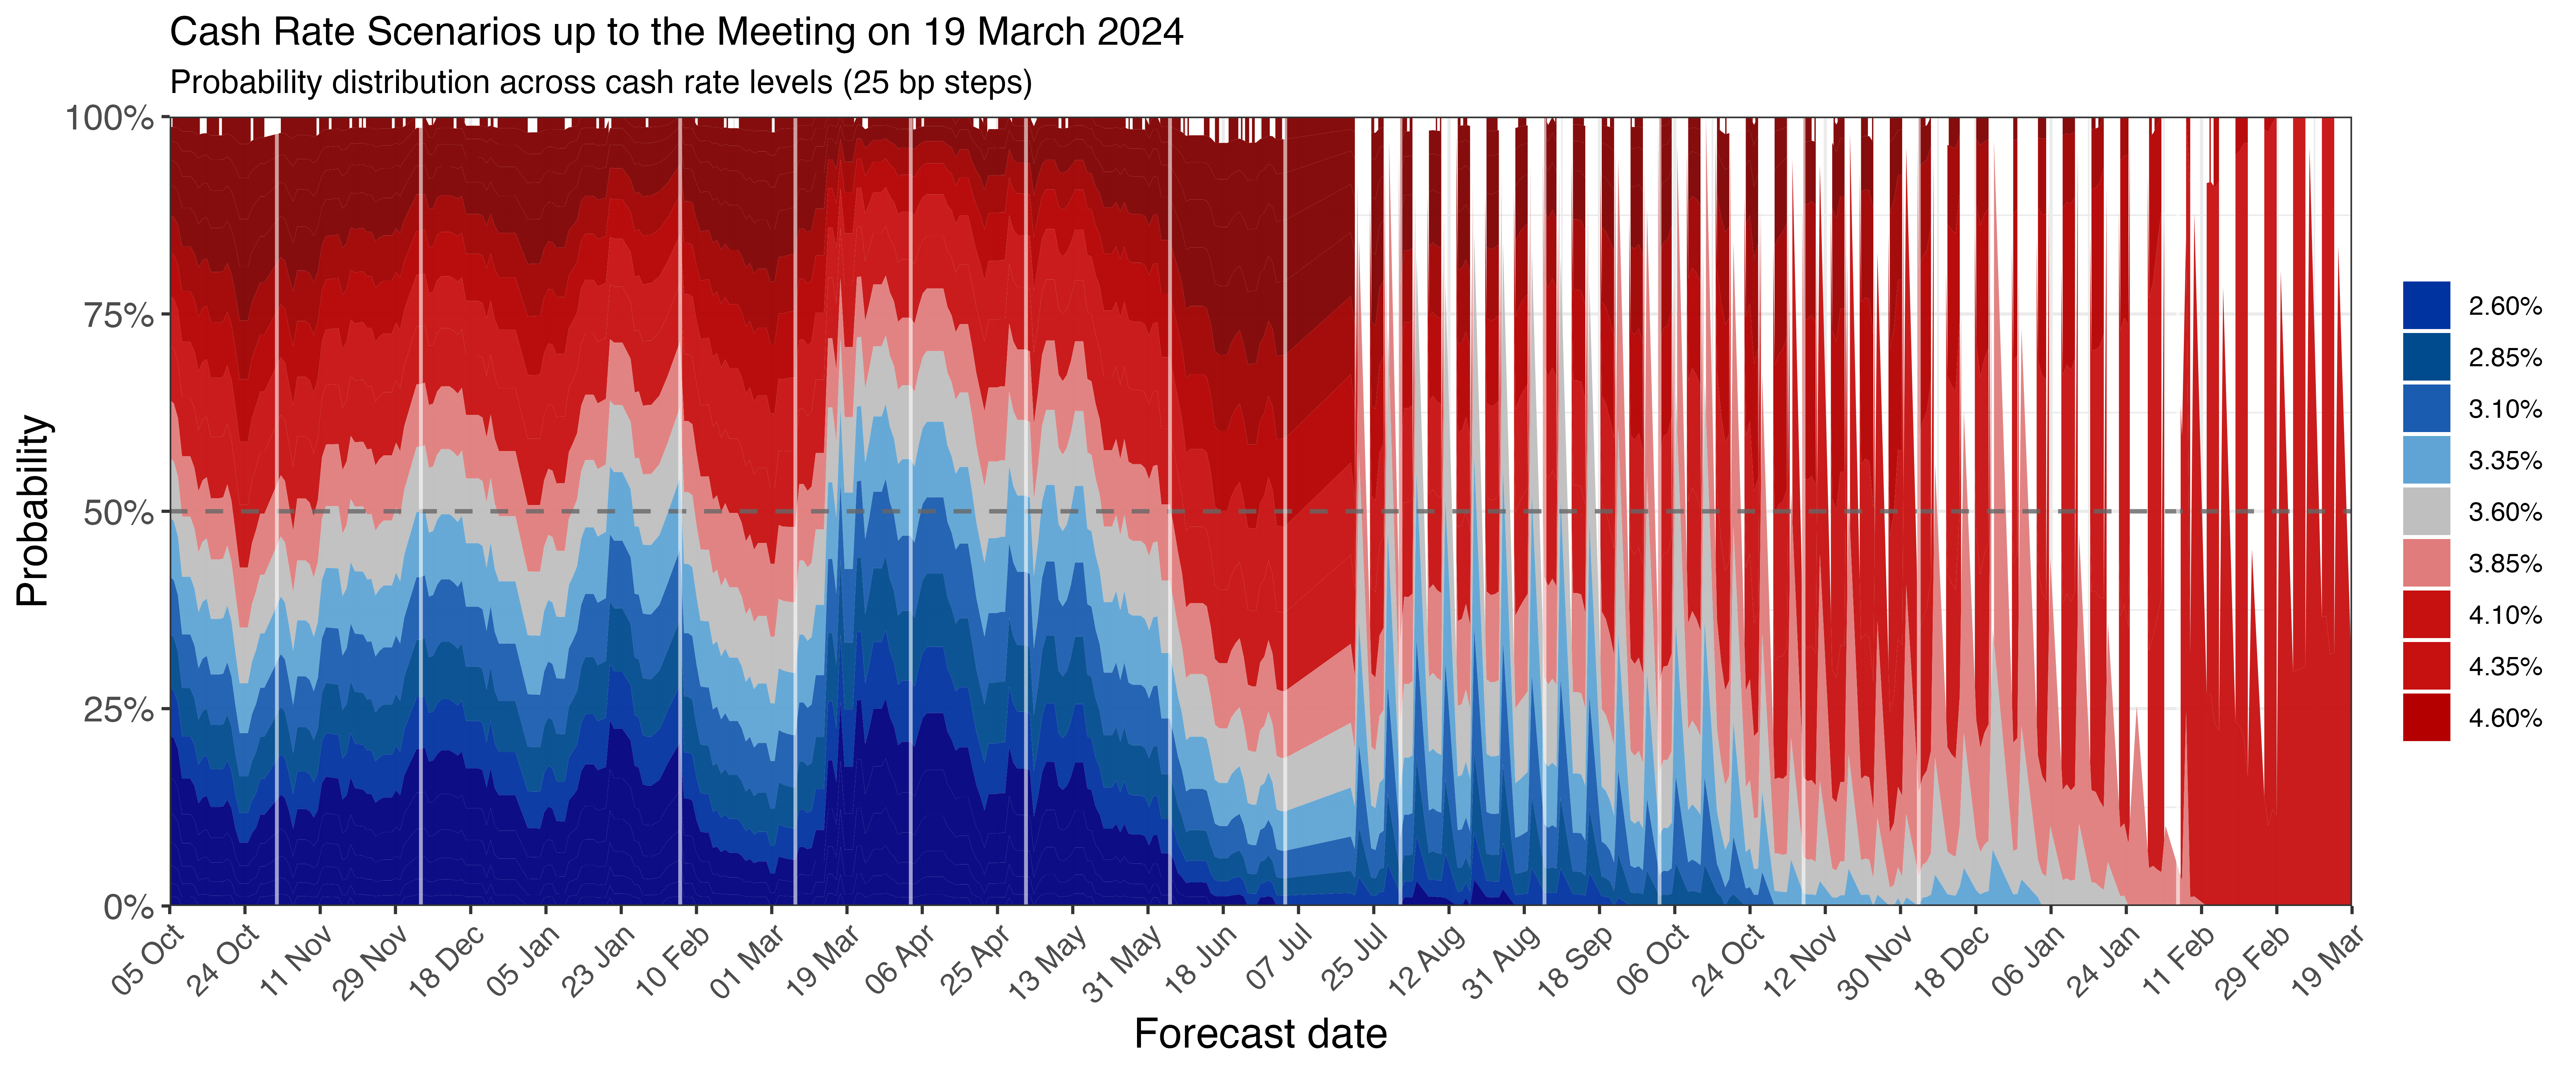 Cash Rate Scenarios up to the Meeting on 19 March 2024
Probability distribution across cash rate levels (25 bp steps)
100%
75%
50%
25%
0%
Probability
05 Oct
24 Oct
11 Nov
29 Nov
18 Dec
05 Jan
23 Jan
10 Feb
01 Mar
19 Mar
06 Apr
25 Apr
13 May
31 May
18 Jun
07 Jul
25 Jul
12 Aug
31 Aug
18 Sep
06 Oct
24 Oct
12 Nov
30 Nov
18 Dec
06 Jan
24 Jan
11 Feb
29 Feb
19 Mar
Forecast date
2.60%
2.85%
3.10%
3.35%
3.60%
3.85%
4.10%
4.35%
4.60%